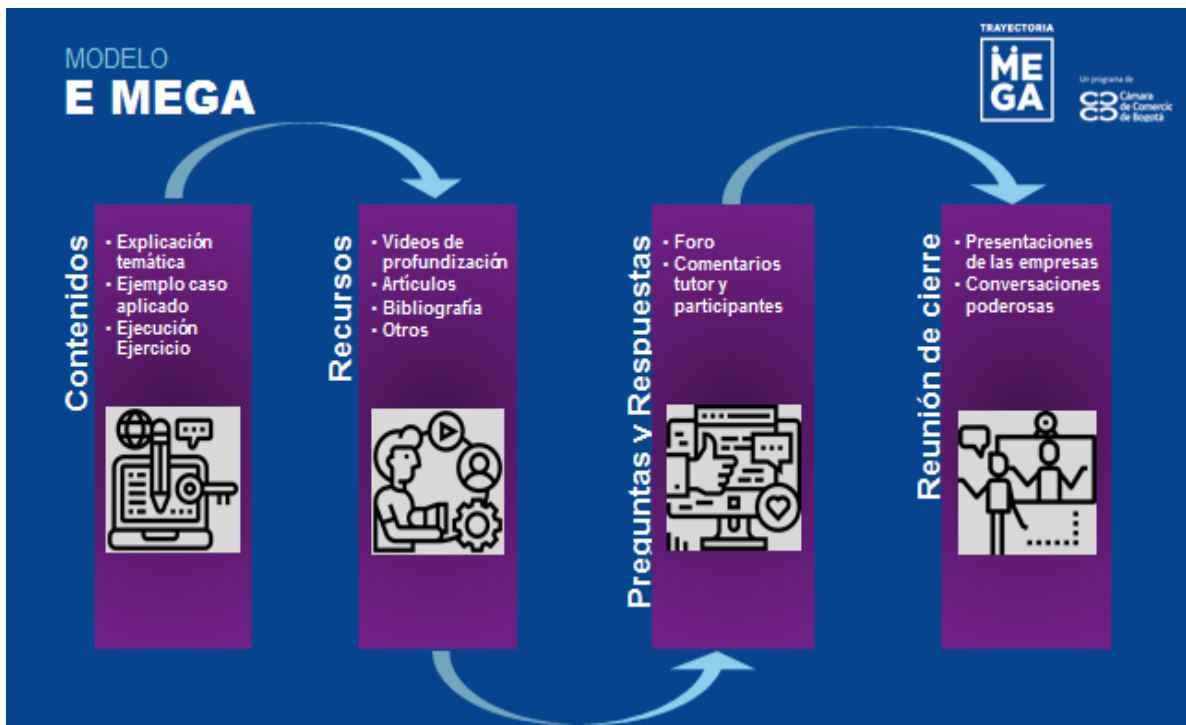 MODELO
E MEGA
TRAYECTORIA
ME
GA
Un programa de
Cámara
de Comercio
de Bogotá
Contenidos
• Explicación
temática
• Ejemplo caso
aplicado
• Ejecución
Ejercicio
Recursos
• Videos de
profundización
• Artículos
• Bibliografía
• Otros
Preguntas y Respuestas
• Foro
• Comentarios
tutor y
participantes
Reunión de cierre
• Presentaciones
de las empresas
• Conversaciones
poderosas